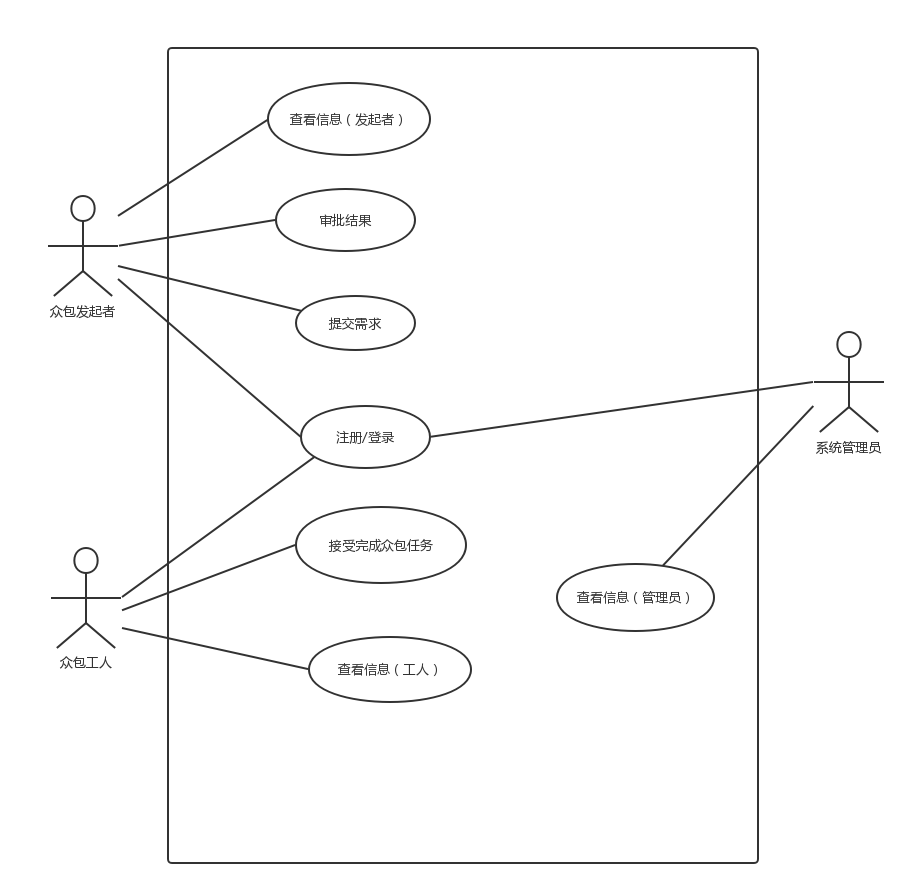 查看信息（发起者）
审批结果
众包发起者
提交需求
注册/登录
系统管理员
接受完成众包任务
查看信息（管理员）
众包工人
查看信息（工人）